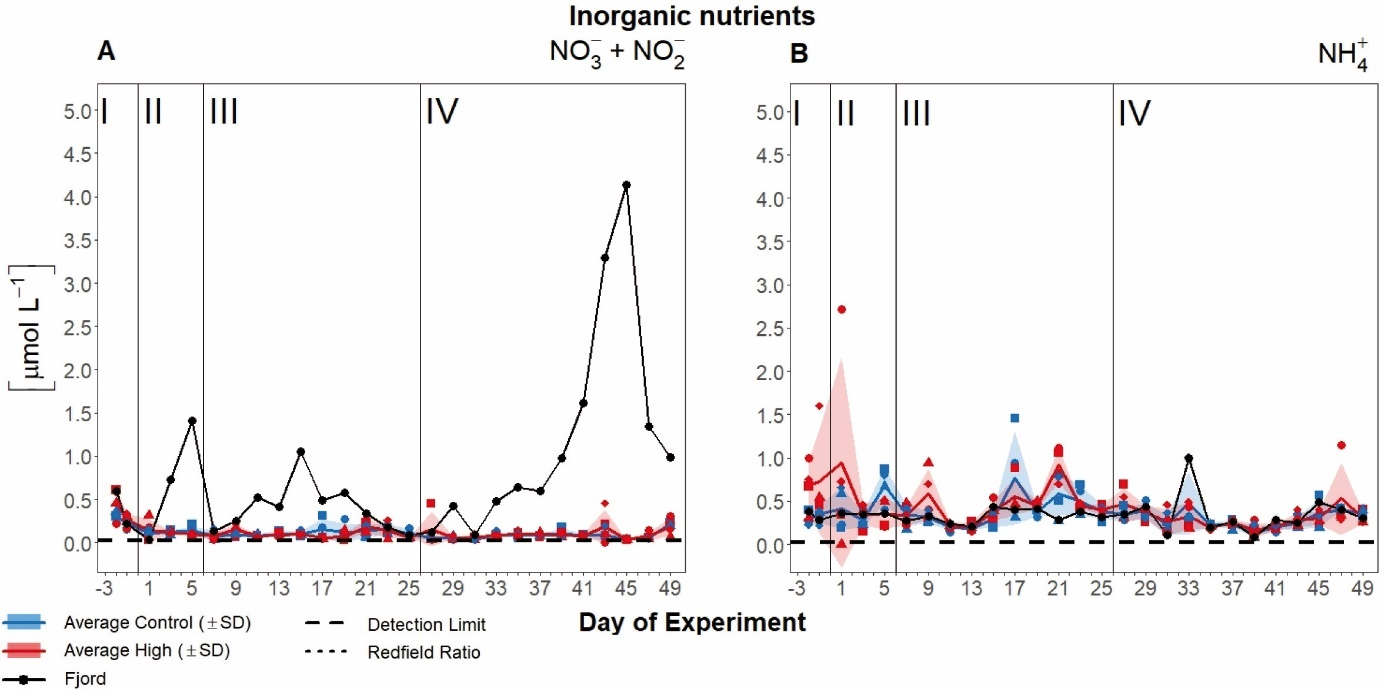 Inorganic nutrients
A
NO₃⁻ + NO₂⁻
B
NH₄⁺
I II III IV
I II III IV
[μmol L⁻¹]
5.0
4.5
4.0
3.5
3.0
2.5
2.0
1.5
1.0
0.5
0.0
5.0
4.5
4.0
3.5
3.0
2.5
2.0
1.5
1.0
0.5
0.0
-3 1 5 9 13 17 21 25 29 33 37 41 45 49
-3 1 5 9 13 17 21 25 29 33 37 41 45 49
Day of Experiment
Average Control (±SD)
Average High (±SD)
Fjord
Detection Limit
Redfield Ratio